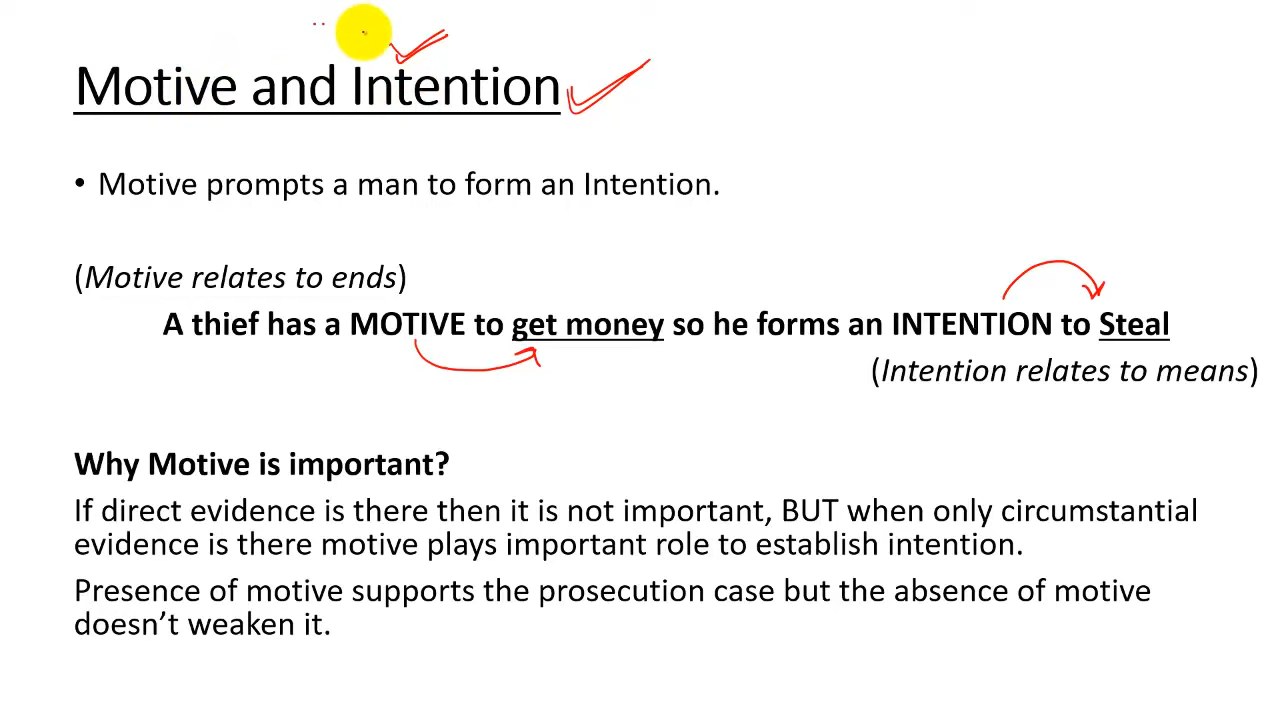 Motive and Intention
• Motive prompts a man to form an Intention.
(Motive relates to ends)
A thief has a MOTIVE to get money so he forms an INTENTION to Steal
(Intention relates to means)
Why Motive is important?
If direct evidence is there then it is not important, BUT when only circumstantial
evidence is there motive plays important role to establish intention.
Presence of motive supports the prosecution case but the absence of motive
doesn’t weaken it.